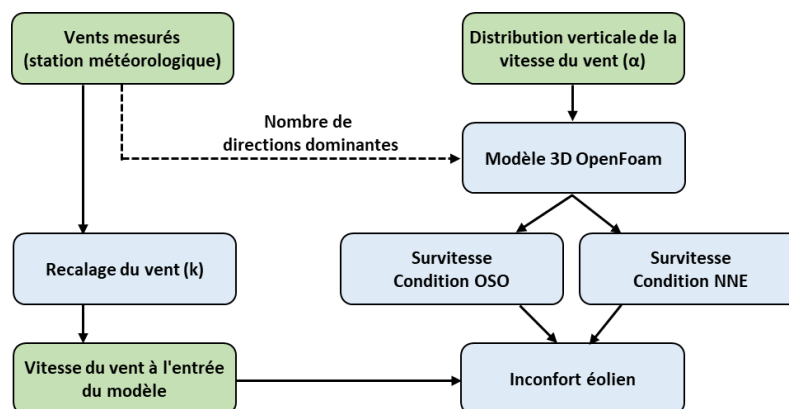 Vents mesurés
(station météorologique)
Distribution verticale de la
vitesse du vent (α)
Nombre de
directions dominantes
Modèle 3D OpenFoam
Recalage du vent (k)
Survitesse
Condition OSO
Survitesse
Condition NNE
Vitesse du vent à l'entrée
du modèle
Inconfort éolien